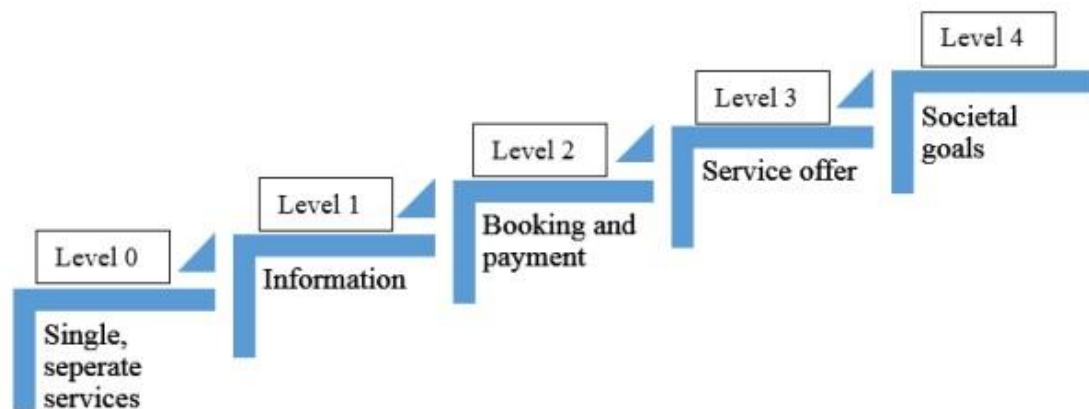 Level 4
Level 3
Societal
goals
Level 2
Service offer
Level 1
Booking and
payment
Level 0
Information
Single,
seperate
services